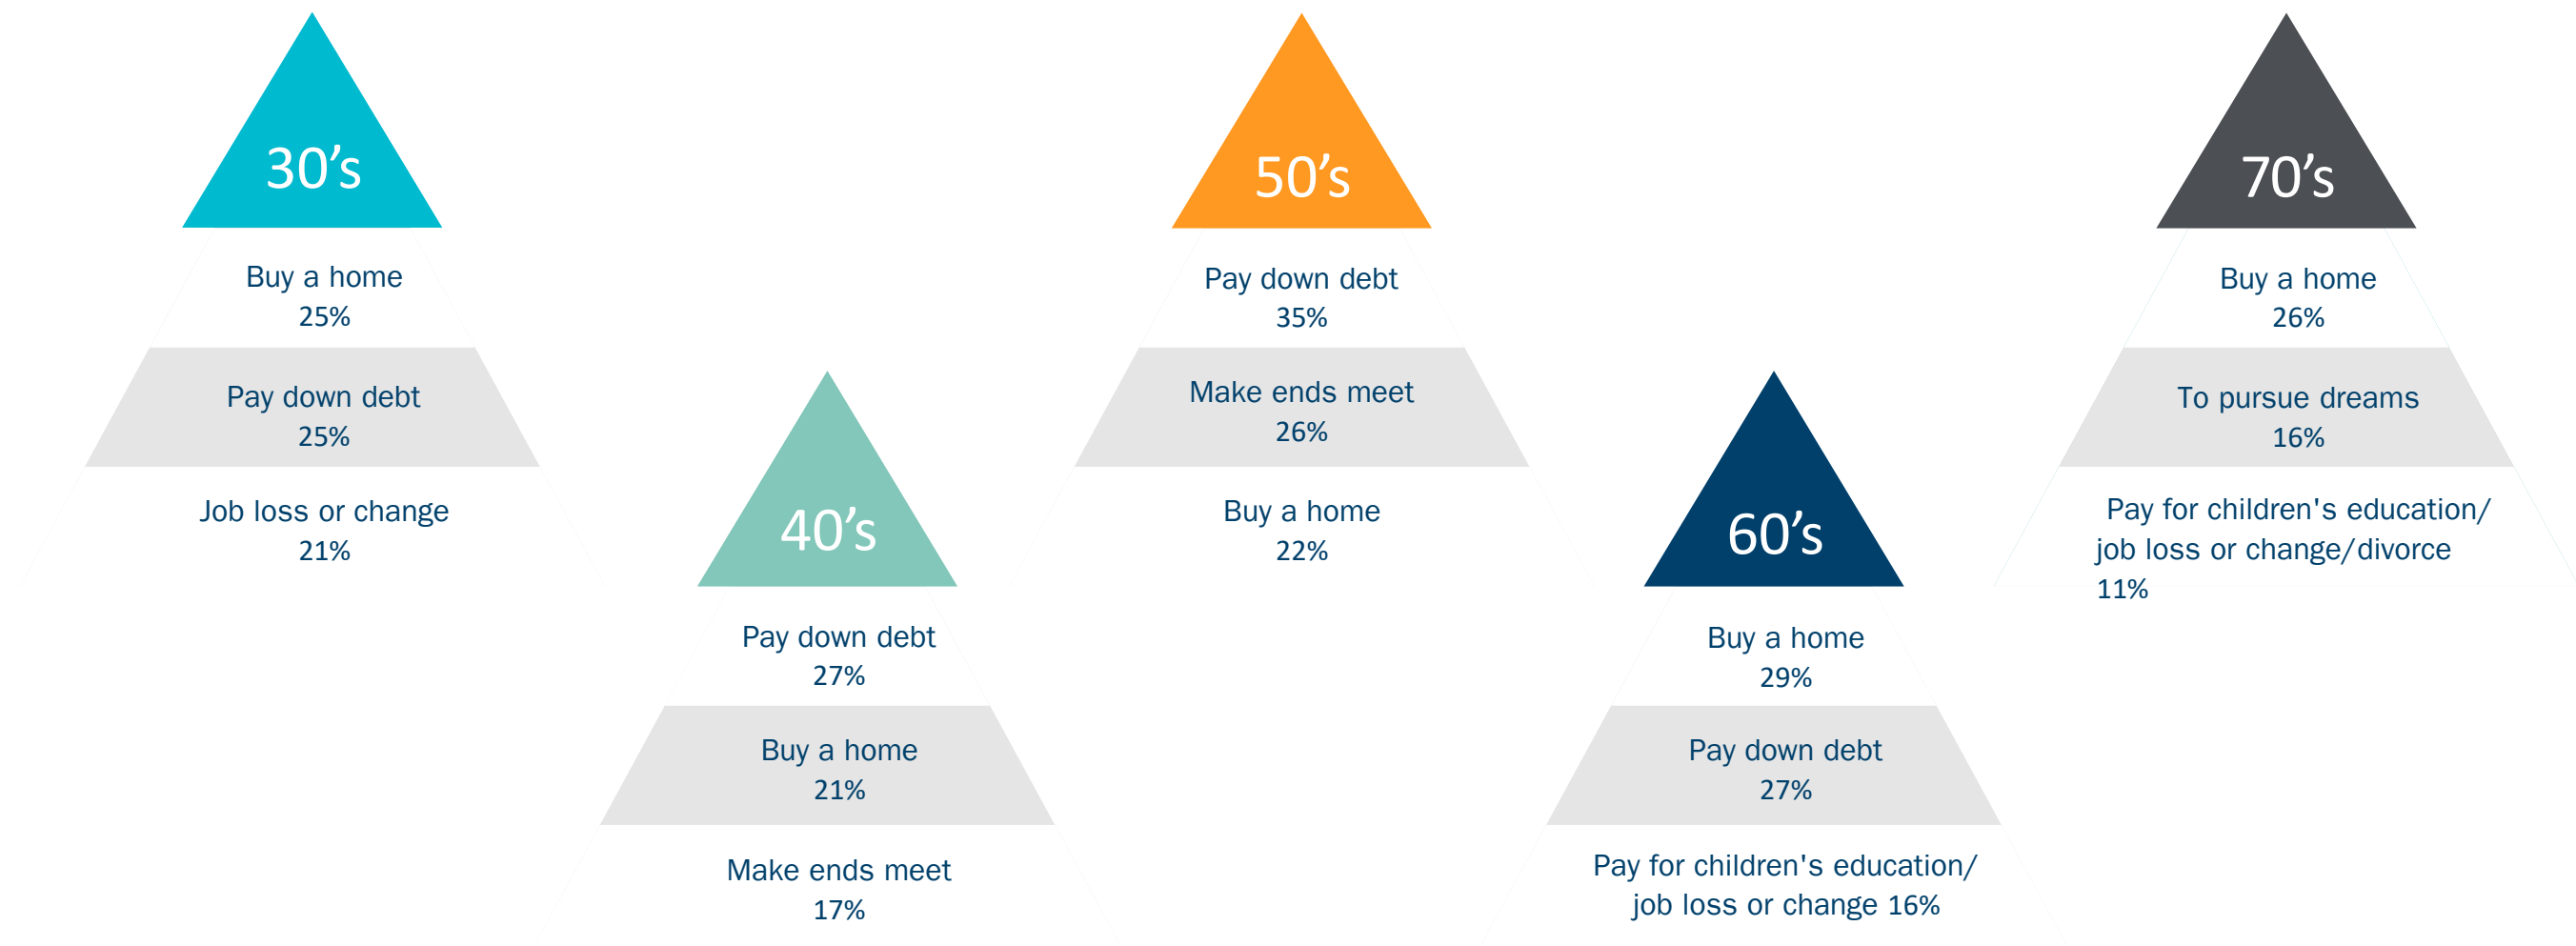 30’s
Buy a home
25%
Pay down debt
25%
Job loss or change
21%
40’s
Pay down debt
27%
Buy a home
21%
Make ends meet
17%
50’s
Pay down debt
35%
Make ends meet
26%
Buy a home
22%
60’s
Buy a home
29%
Pay down debt
27%
Pay for children's education/
job loss or change 16%
70’s
Buy a home
26%
To pursue dreams
16%
Pay for children's education/
job loss or change/divorce
11%